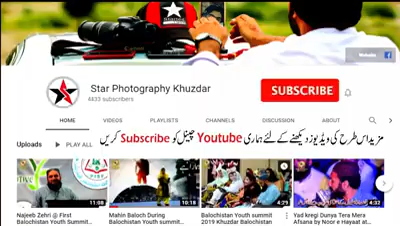 Website
Star Photography Khuzdar
4433 subscribers
SUBSCRIBE
HOME VIDEOS PLAYLISTS CHANNELS DISCUSSION ABOUT
مزید اس طرح کی ویڈیوز دیکھنے کے لئے ہماری Youtube چینل کو Subscribe کریں
Uploads PLAY ALL
11:08 10:18 4:22
Najeeb Zehri @ First
Balochistan Youth Summit...
Mahin Baloch During
Balochistan Youth Summit...
Balochistan Youth summit
2019 Khuzdar Balochistan
Yad kregi Dunya Tera Mera
Afsana by Noor e Hayaat at